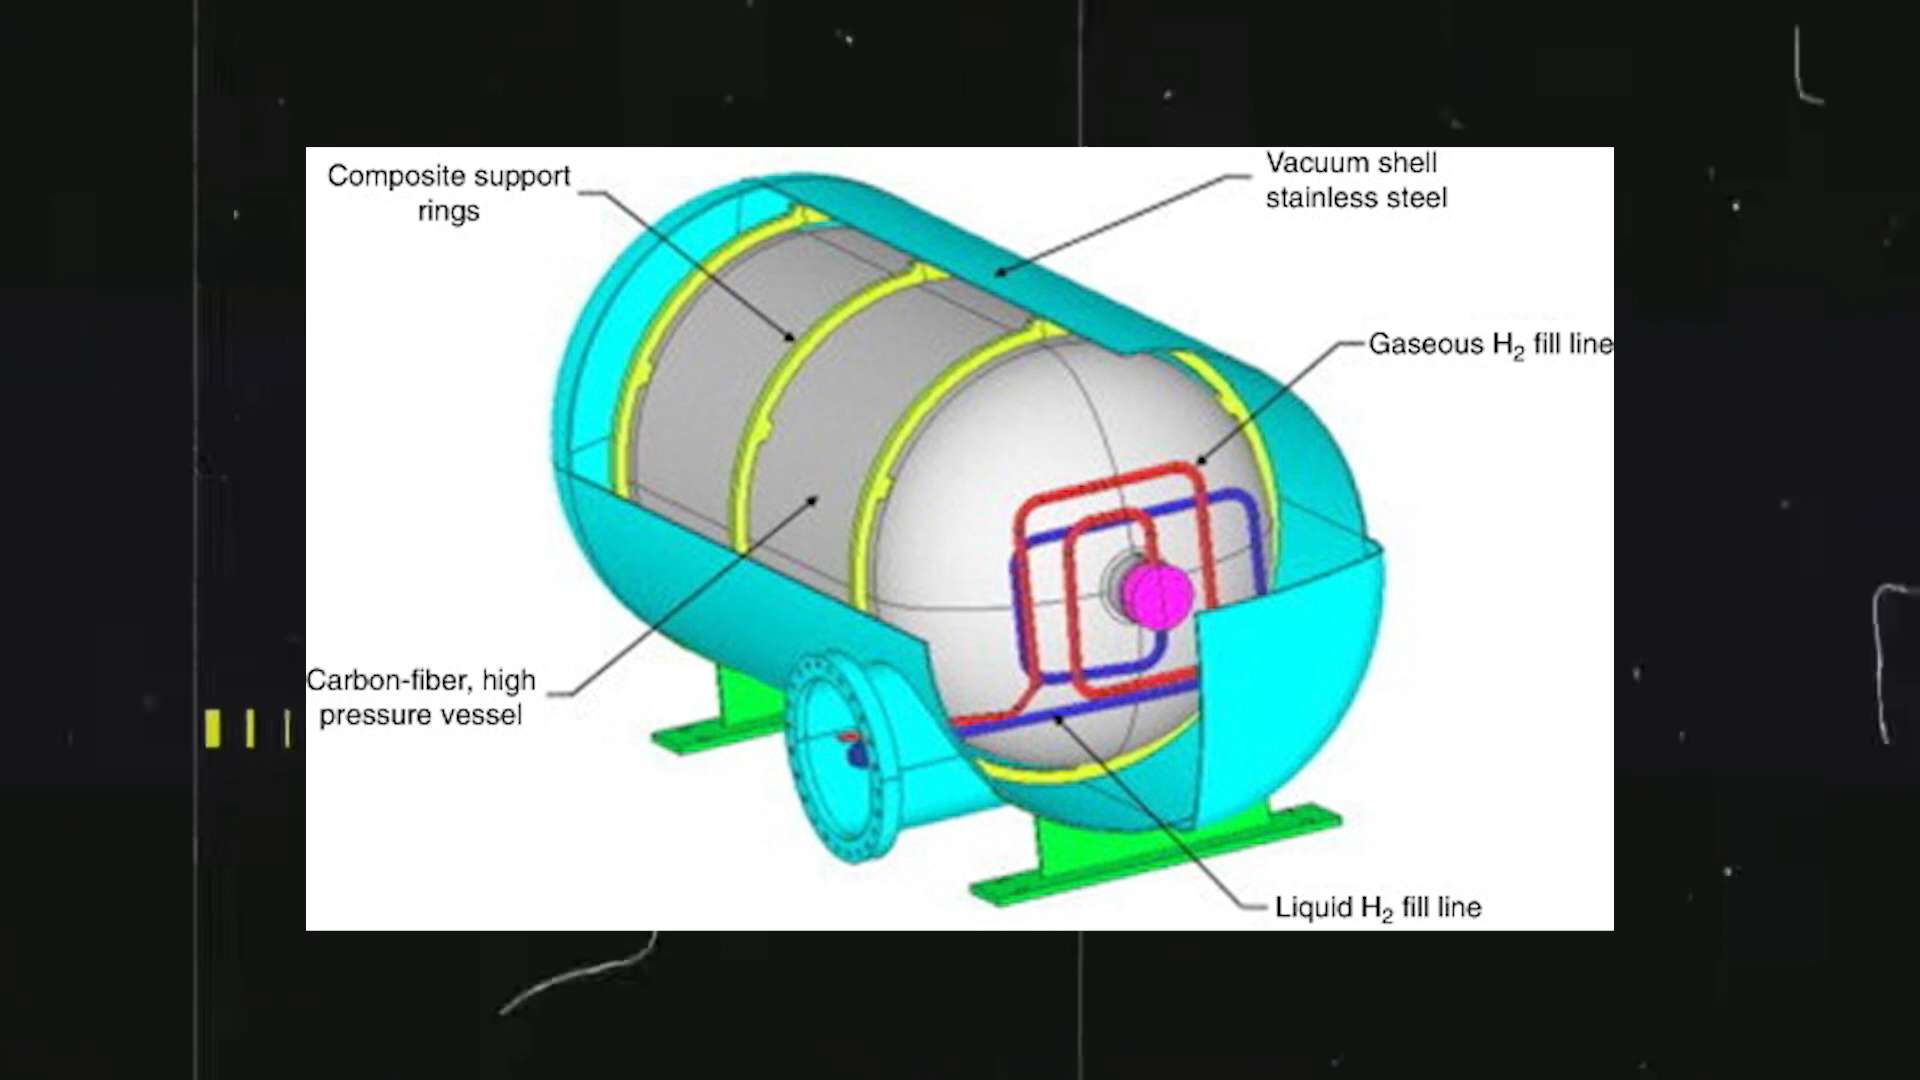 Composite support
rings
Vacuum shell
stainless steel
Gaseous H₂ fill line
Carbon-fiber, high
pressure vessel
Liquid H₂ fill line